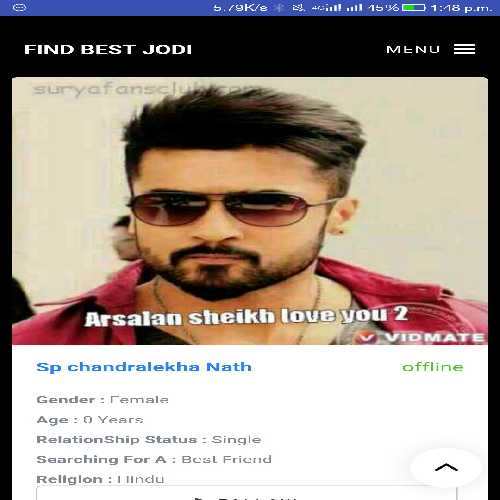 5.79K/s 4G 45% 1:48 p.m.
FIND BEST JODI MENU
suryafansclub.com
Arsalan sheikh love you 2
VIDMATE
Sp chandralekha Nath offline
Gender : Female
Age : 0 Years
RelationShip Status : Single
Searching For A : Best Friend
Religion : Hindu